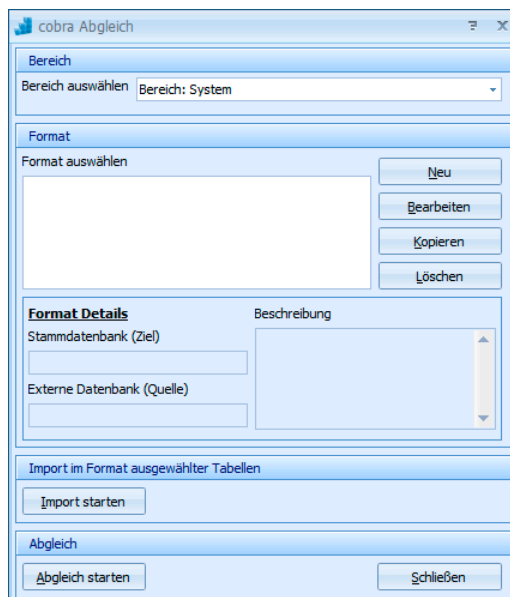 cobra Abgleich
Bereich
Bereich auswählen Bereich: System
Format
Format auswählen
Neu
Bearbeiten
Kopieren
Löschen
Format Details
Beschreibung
Stammdatenbank (Ziel)
Externe Datenbank (Quelle)
Import im Format ausgewählter Tabellen
Import starten
Abgleich
Abgleich starten
Schließen